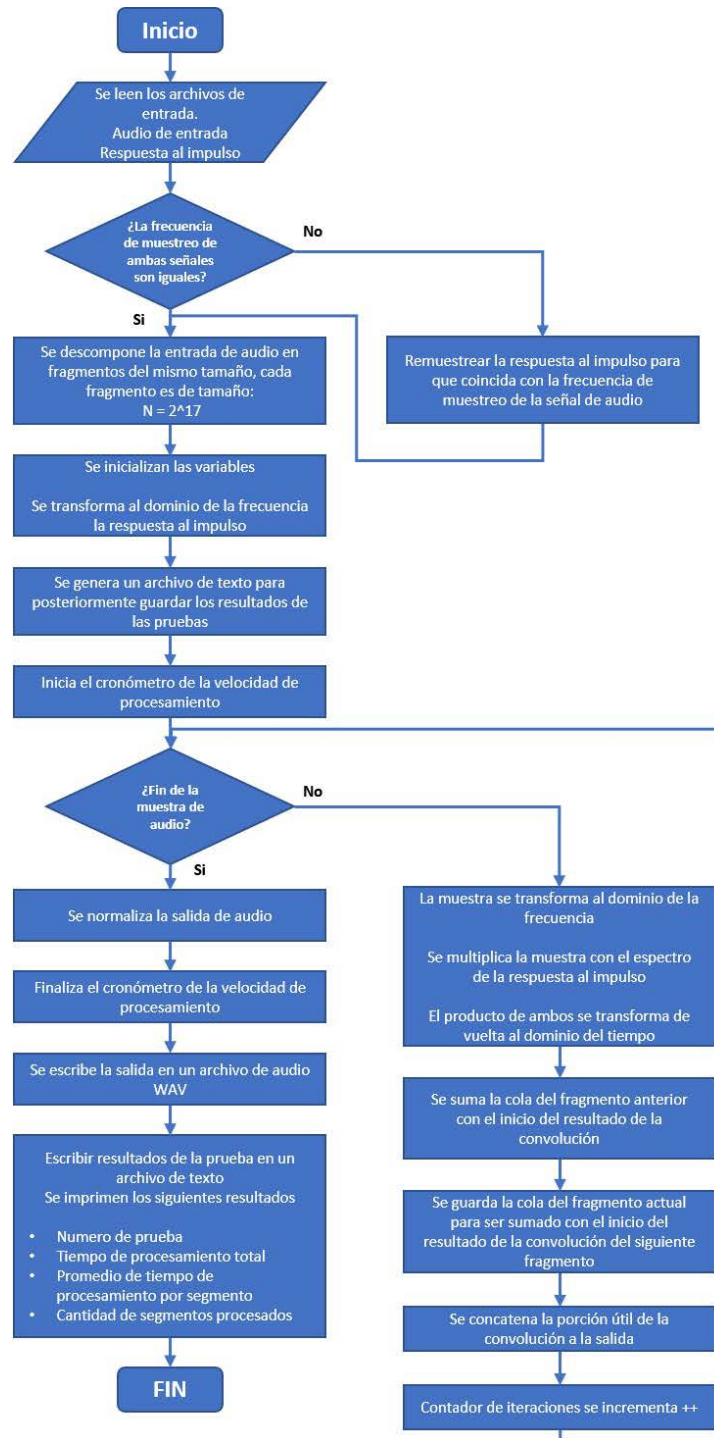 Inicio
Se leen los archivos de
entrada.
Audio de entrada
Respuesta al impulso
¿La frecuencia
de muestreo de
ambas señales
son iguales?
No
Si
Remuestrear la respuesta al impulso para
que coincida con la frecuencia de
muestreo de la señal de audio
Se descompone la entrada de audio en
fragmentos del mismo tamaño, cada
fragmento es de tamaño:
N = 2^17
Se inicializan las variables
Se transforma al dominio de la frecuencia
la respuesta al impulso
Se genera un archivo de texto para
posteriormente guardar los resultados de
las pruebas
Inicia el cronómetro de la velocidad de
procesamiento
¿Fin de la
muestra de
audio?
No
Si
Se normaliza la salida de audio
Finaliza el cronómetro de la velocidad de
procesamiento
Se escribe la salida en un archivo de audio
WAV
Escribir resultados de la prueba en un
archivo de texto
Se imprimen los siguientes resultados
• Numero de prueba
• Tiempo de procesamiento total
• Promedio de tiempo de
procesamiento por segmento
• Cantidad de segmentos procesados
FIN
La muestra se transforma al dominio de la
frecuencia
Se multiplica la muestra con el espectro
de la respuesta al impulso
El producto de ambos se transforma de
vuelta al dominio del tiempo
Se suma la cola del fragmento anterior
con el inicio del resultado de la
convolución
Se guarda la cola del fragmento actual
para ser sumado con el inicio del
resultado de la convolución del siguiente
fragmento
Se concatena la porción útil de la
convolución a la salida
Contador de iteraciones se incrementa ++